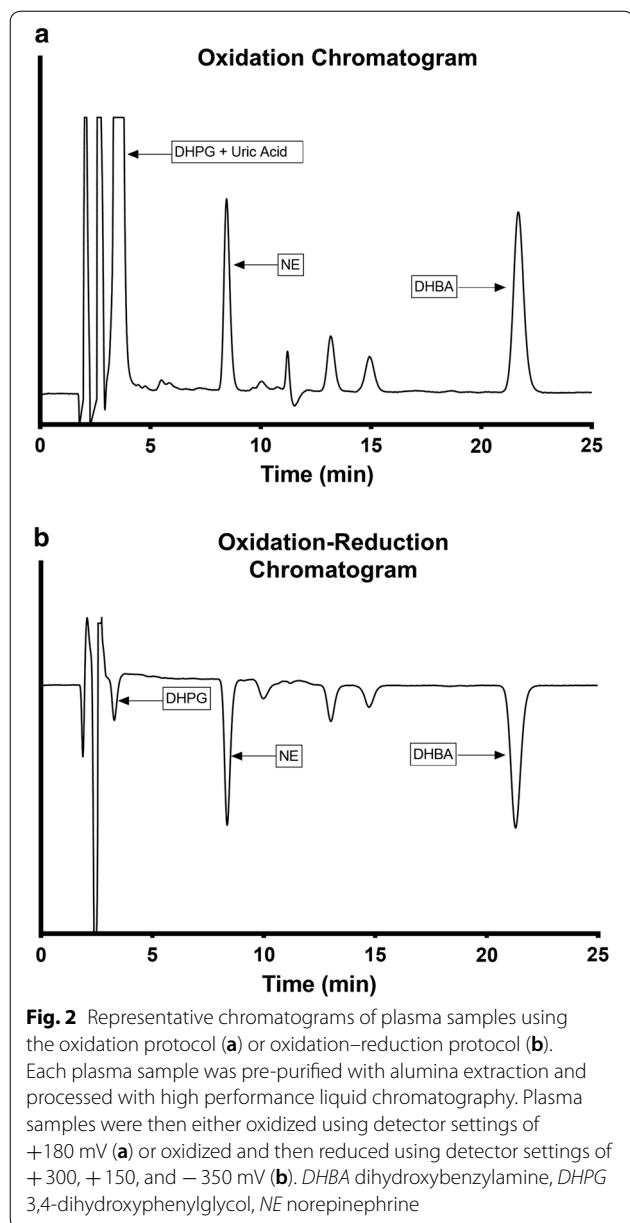 a
Oxidation Chromatogram
DHPG + Uric Acid
NE
DHBA
0 5 10 15 20 25
Time (min)
b
Oxidation-Reduction
Chromatogram
DHPG
NE
DHBA
0 5 10 15 20 25
Time (min)
Fig. 2 Representative chromatograms of plasma samples using
the oxidation protocol (a) or oxidation–reduction protocol (b).
Each plasma sample was pre-purified with alumina extraction and
processed with high performance liquid chromatography. Plasma
samples were then either oxidized using detector settings of
+180 mV (a) or oxidized and then reduced using detector settings of
+ 300, + 150, and − 350 mV (b). DHBA dihydroxybenzylamine, DHPG
3,4-dihydroxyphenylglycol, NE norepinephrine